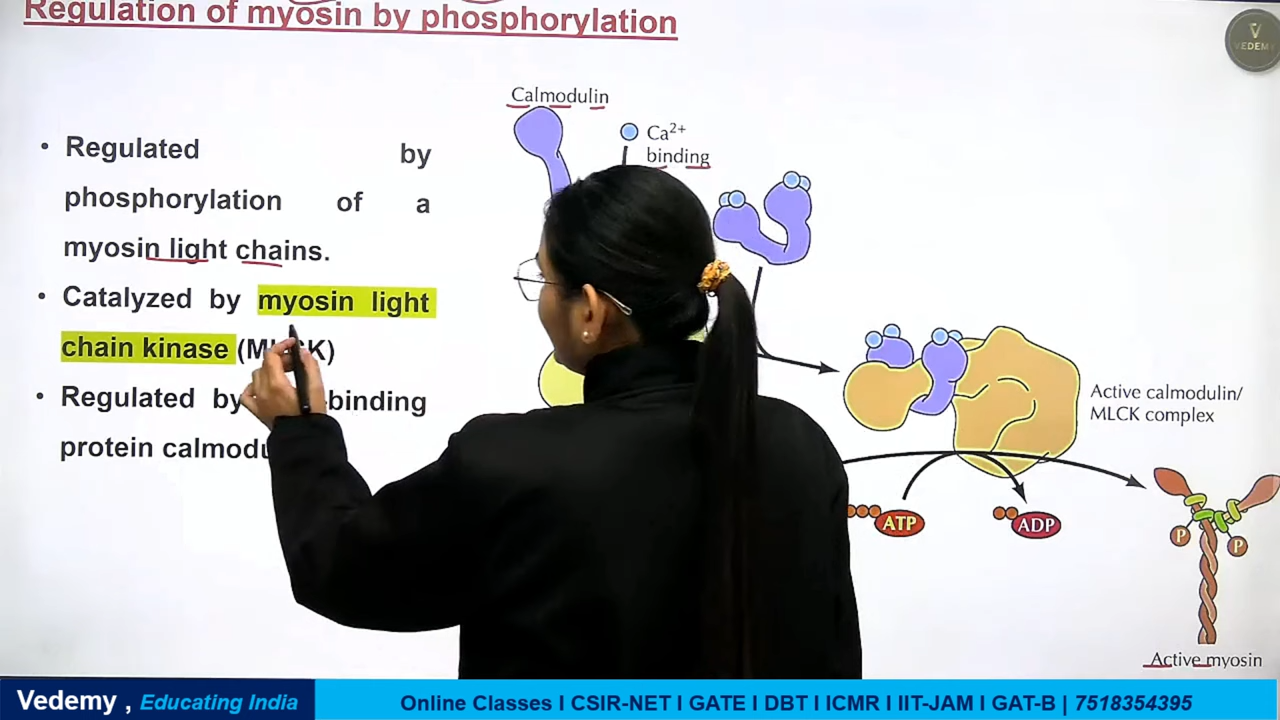 Regulation of myosin by phosphorylation
VEDEMY
Calmodulin
Ca2+
binding
• Regulated by
phosphorylation of a
myosin light chains.
• Catalyzed by myosin light
chain kinase (MLCK)
• Regulated by binding
protein
Active calmodulin/
MLCK complex
ATP
ADP
P
P
Active myosin
Vedemy , Educating India
Online Classes I CSIR-NET I GATE I DBT I ICMR I IIT-JAM I GAT-B | 7518354395